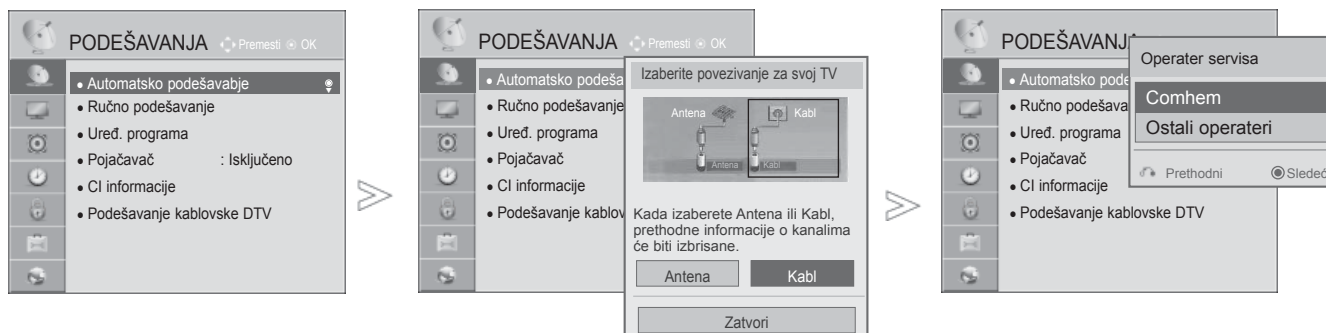 PODEŠAVANJA Premesti OK
• Automatsko podešavabje
• Ručno podešavanje
• Uređ. programa
• Pojačavač : Isključeno
• CI informacije
• Podešavanje kablovske DTV
PODEŠAVANJA Premesti OK
• Automatsko podeša
• Ručno podešavanje
• Uređ. programa
• Pojačavač
• CI informacije
• Podešavanje kablov
Izaberite povezivanje za svoj TV
Antena Kabl
Antena Kabl
Kada izaberete Antena ili Kabl,
prethodne informacije o kanalima
će biti izbrisane.
Antena Kabl
Zatvori
PODEŠAVANJ
• Automatsko pode
• Ručno podešava
• Uređ. programa
• Pojačavač
• CI informacije
• Podešavanje kablovske DTV
Operater servisa
Comhem
Ostali operateri
Prethodni Sledeć